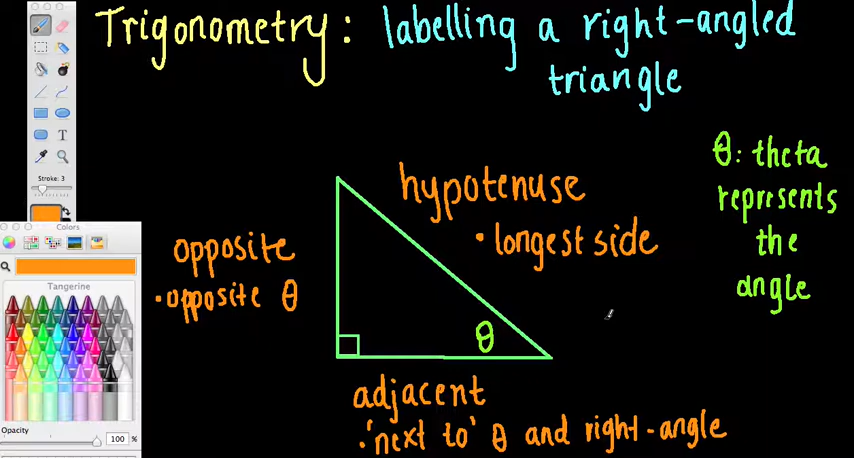 Trigonometry: labelling a right-angled
triangle
Stroke: 3
Colors
Tangerine
Opacity
100 %
T
hypotenuse
• longest side
opposite
• opposite θ
θ
adjacent
• 'next to' θ and right-angle
θ: theta
represents
the
angle